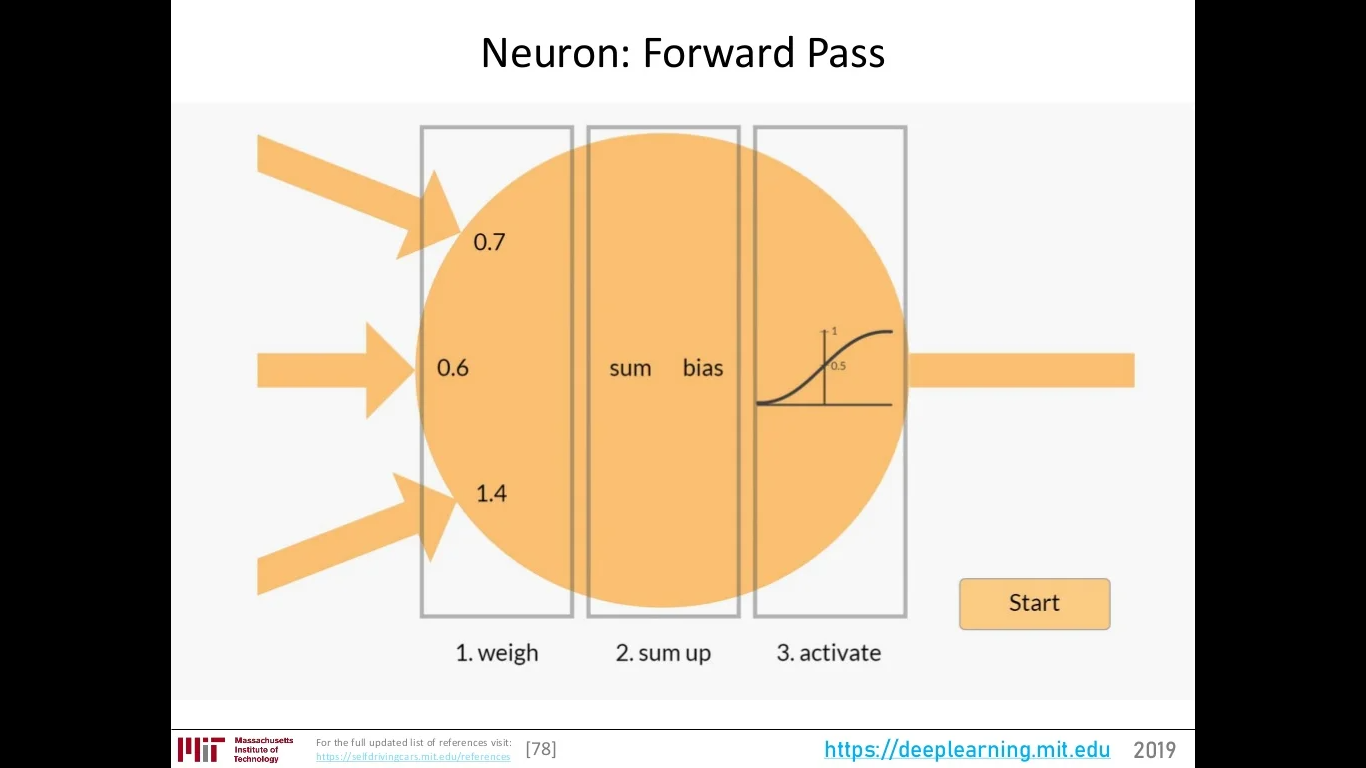 Neuron: Forward Pass
0.7
0.6
1.4
sum bias
1
0.5
Start
1. weigh 2. sum up 3. activate
MIT
Massachusetts
Institute of
Technology
For the full updated list of references visit:
https://selfdrivingcars.mit.edu/references
[78]
https://deeplearning.mit.edu 2019